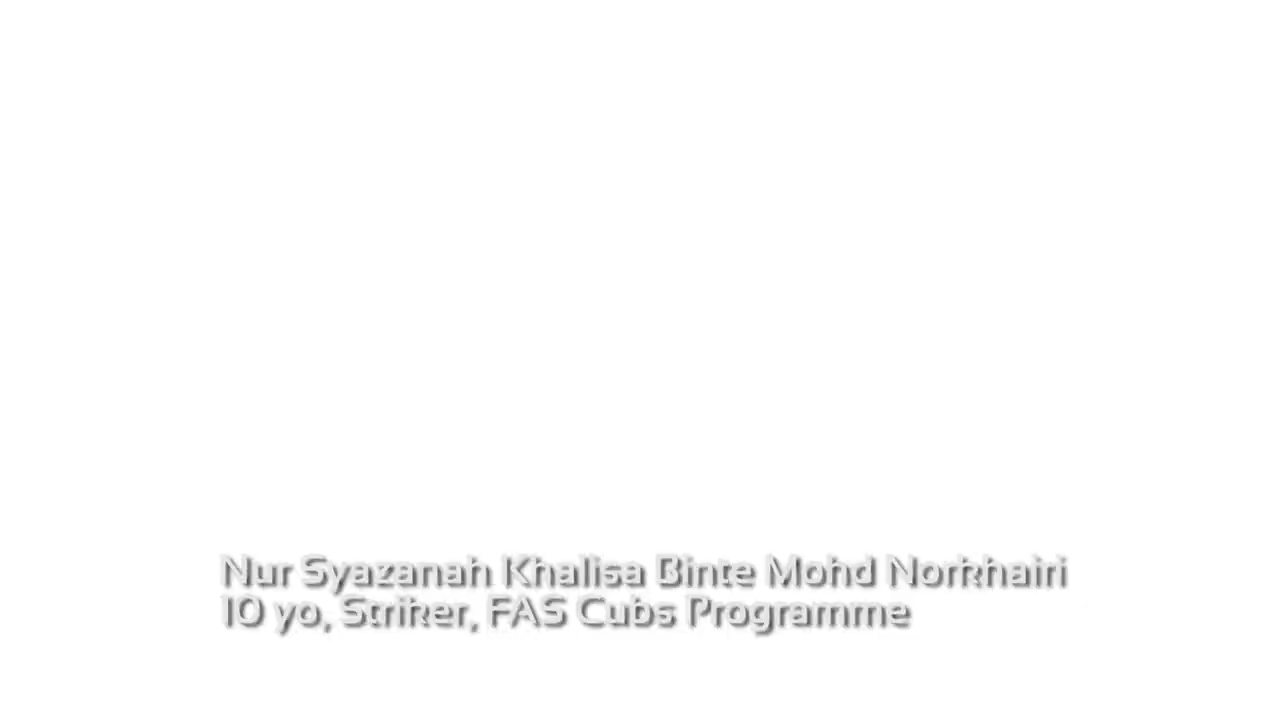 Nur Syazanah Khalisa Binte Mohd Norkhairi
10 yo, Striker, FAS Cubs Programme